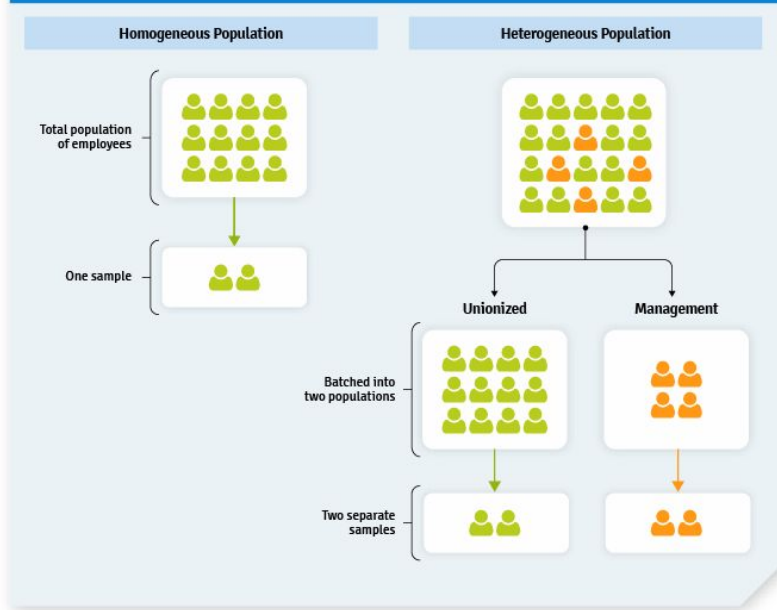 Homogeneous Population
Total population
of employees
One sample
Heterogeneous Population
Unionized
Management
Batched into
two populations
Two separate
samples